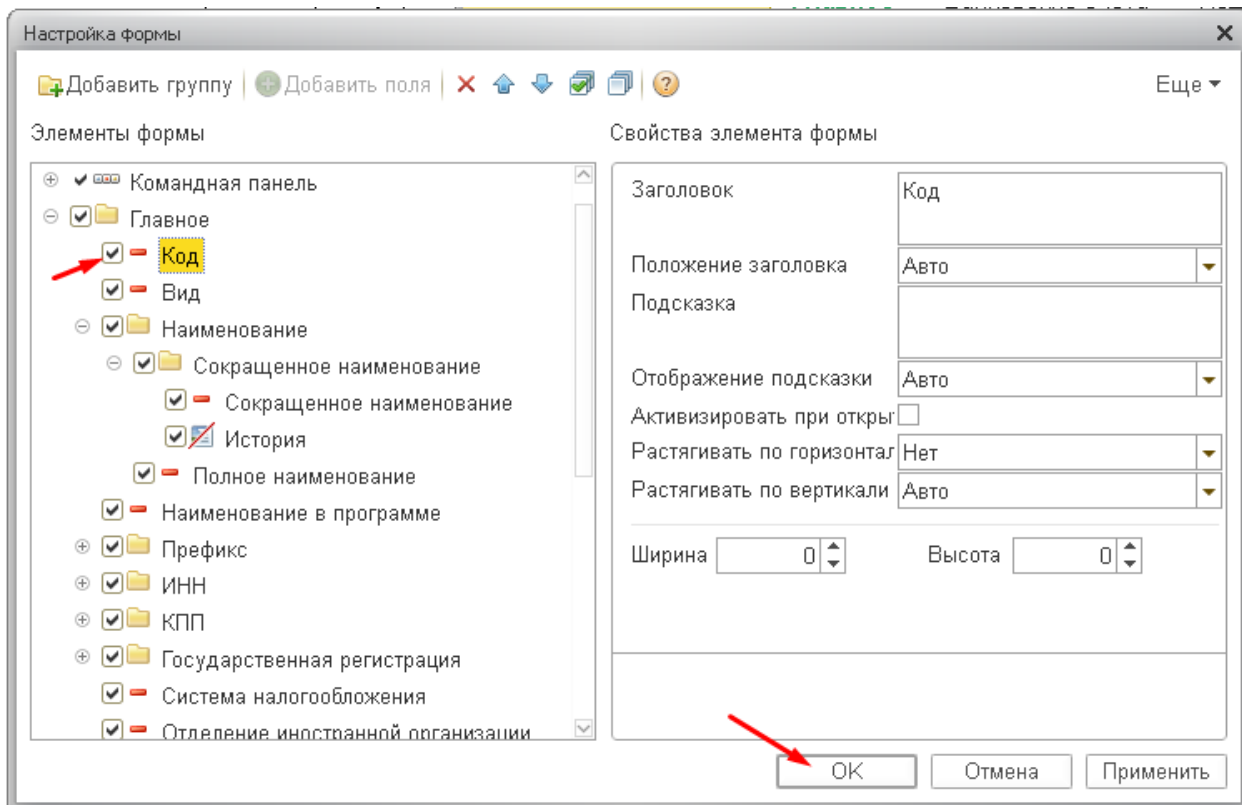 Настройка формы
Добавить группу Добавить поля Еще
Элементы формы
Свойства элемента формы
Командная панель
Главное
Код
Вид
Наименование
Сокращенное наименование
Сокращенное наименование
История
Полное наименование
Наименование в программе
Префикс
ИНН
КПП
Государственная регистрация
Система налогообложения
Отделение иностранной организации
Заголовок Код
Положение заголовка Авто
Подсказка
Отображение подсказки Авто
Активизировать при откры
Растягивать по горизонтал Нет
Растягивать по вертикали Авто
Ширина 0 Высота 0
OK Отмена Применить